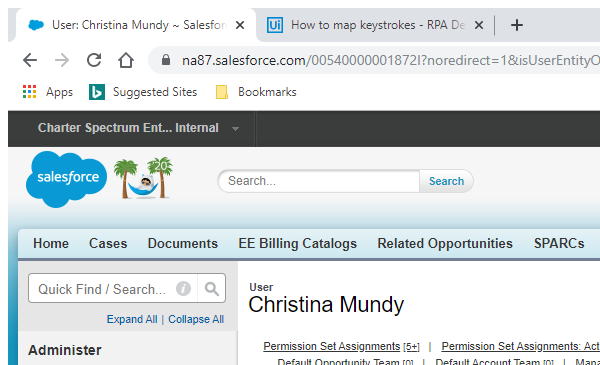 User: Christina Mundy ~ Salesfor
Ui How to map keystrokes - RPA De
na87.salesforce.com/00540000001872I?noredirect=1&isUserEntityO
Apps Suggested Sites Bookmarks
Charter Spectrum Ent... Internal
salesforce 20 Search... Search
Home Cases Documents EE Billing Catalogs Related Opportunities SPARCs
Quick Find / Search...
Expand All | Collapse All
Administer
User
Christina Mundy
Permission Set Assignments [5+] | Permission Set Assignments: Act
Default Opportunity Team [0] | Default Account Team [0] | Mana